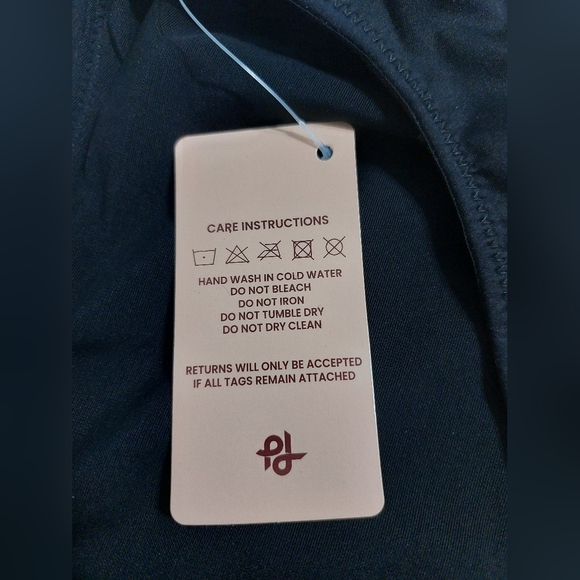 CARE INSTRUCTIONS
HAND WASH IN COLD WATER
DO NOT BLEACH
DO NOT IRON
DO NOT TUMBLE DRY
DO NOT DRY CLEAN
RETURNS WILL ONLY BE ACCEPTED
IF ALL TAGS REMAIN ATTACHED